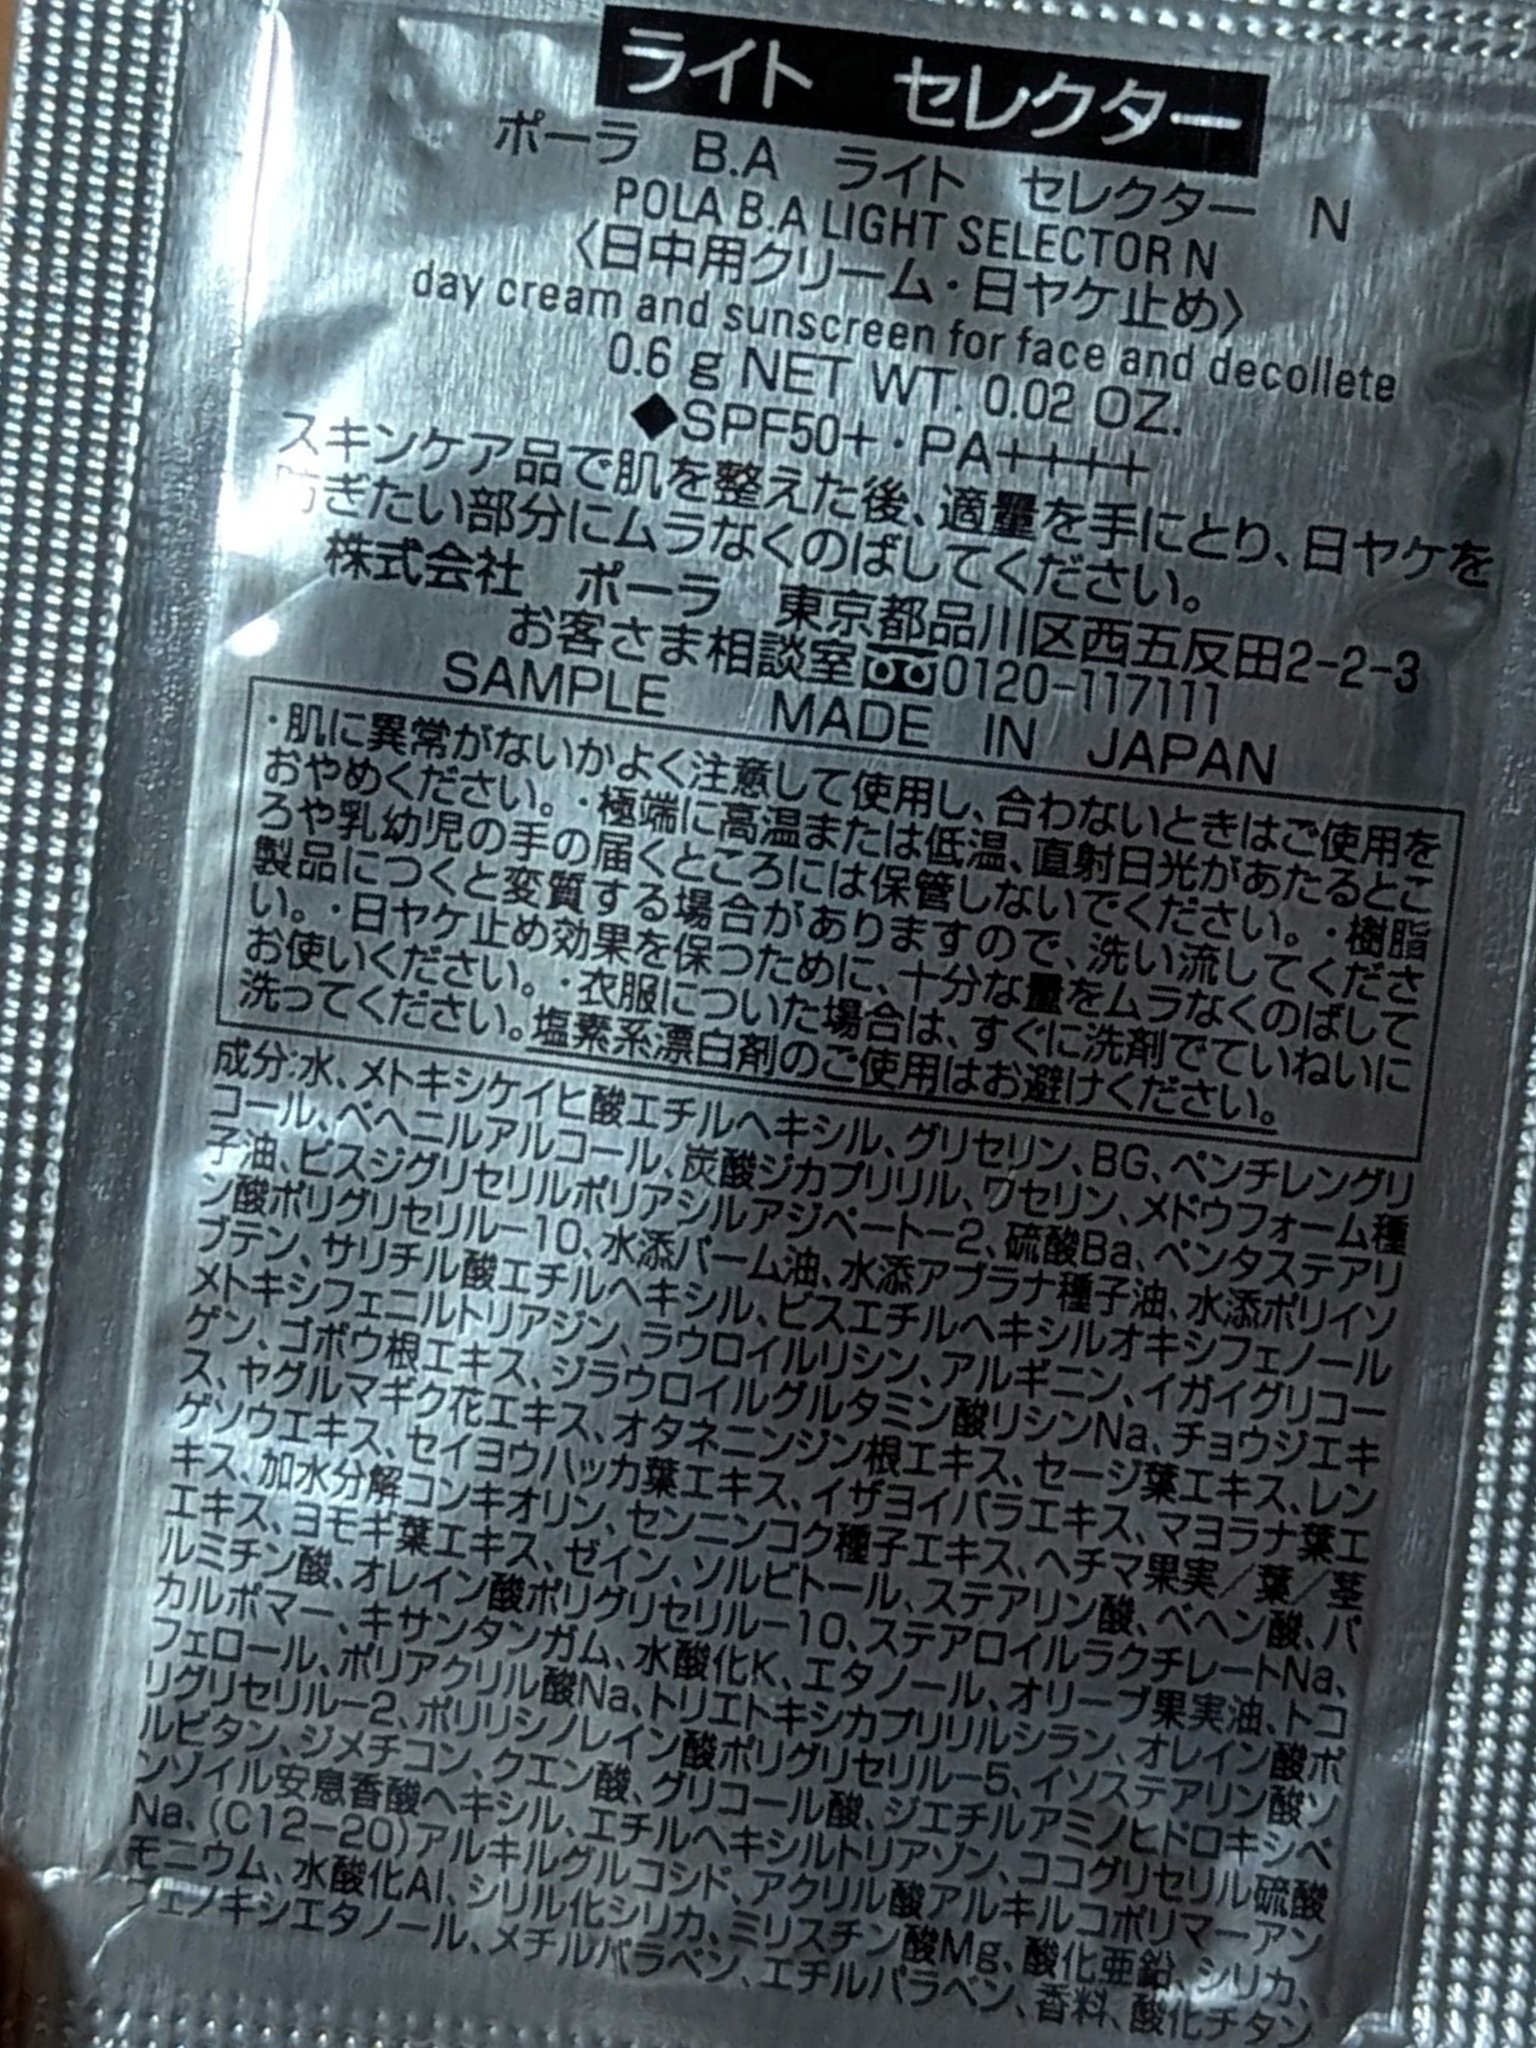 ライト セレクター
ポーラ B.A ライト セレクター N
POLA B.A LIGHT SELECTOR N
〈日中用クリーム・日ヤケ止め〉
day cream and sunscreen for face and decollete
0.6 g NET WT. 0.02 OZ.
◆SPF50+・PA++++
スキンケア品で肌を整えた後、適量を手にとり、日ヤケを
防ぎたい部分にムラなくのばしてください。
株式会社 ポーラ 東京都品川区西五反田2-2-3
お客さま相談室0120-117111
SAMPLE MADE IN JAPAN
・肌に異常がないかよく注意して使用し、合わないときはご使用を
おやめください。・極端に高温または低温、直射日光があたるとこ
ろや乳幼児の手の届くところには保管しないでください。・樹脂
製品につくと変質する場合がありますので、洗い流してくださ
い。・日ヤケ止め効果を保つために、十分な量をムラなくのばして
お使いください。・衣服についた場合は、すぐに洗剤でていねいに
洗ってください。塩素系漂白剤のご使用はお避けください。
成分:水、メトキシケイヒ酸エチルヘキシル、グリセリン、BG、ペンチレングリ
コール、ベヘニルアルコール、炭酸ジカプリリル、ワセリン、メドウフォーム種
子油、ビスジグリセリルポリアシルアジペート-2、硫酸Ba、ペンタステアリ
ン酸ポリグリセリル-10、水添パーム油、水添アブラナ種子油、水添ポリイソ
ブテン、サリチル酸エチルヘキシル、ビスエチルヘキシルオキシフェノール
メトキシフェニルトリアジン、ラウロイルリシン、アルギニン、イガイグリコー
ゲン、ゴボウ根エキス、ジラウロイルグルタミン酸リシンNa、チョウジエキ
ス、ヤグルマギク花エキス、オタネニンジン根エキス、セージ葉エキス、レン
ゲソウエキス、セイヨウハッカ葉エキス、イザヨイバラエキス、マヨラナ葉エ
キス、加水分解コンキオリン、センニンコク種子エキス、ヘチマ果実/葉/茎
エキス、ヨモギ葉エキス、ゼイン、ソルビトール、ステアリン酸、ベヘン酸、パ
ルミチン酸、オレイン酸ポリグリセリル-10、ステアロイルラクチレートNa、
カルボマー、キサンタンガム、水酸化K、エタノール、オリーブ果実油、トコ
フェロール、ポリアクリル酸Na、トリエトキシカプリリルシラン、オレイン酸ポ
リグリセリル-2、ポリリシノレイン酸ポリグリセリル-5、イソステアリン酸ソ
ルビタン、ジメチコン、クエン酸、グリコール酸、ジエチルアミノヒドロキシベ
ンゾイル安息香酸ヘキシル、エチルヘキシルトリアゾン、ココグリセリル硫酸
Na、(C12-20)アルキルグルコシド、アクリル酸アルキルコポリマーアン
モニウム、水酸化Al、シリル化シリカ、ミリスチン酸Mg、酸化亜鉛、シリカ、
フェノキシエタノール、メチルパラベン、エチルパラベン、香料、酸化チタン